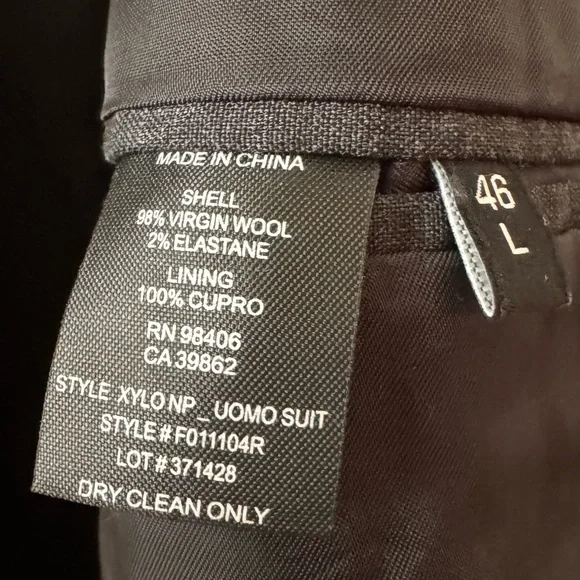 MADE IN CHINA
SHELL
98% VIRGIN WOOL
2% ELASTANE
LINING
100% CUPRO
RN 98406
CA 39862
STYLE XYLO NP _ UOMO SUIT
STYLE # F011104R
LOT # 371428
DRY CLEAN ONLY
46
L